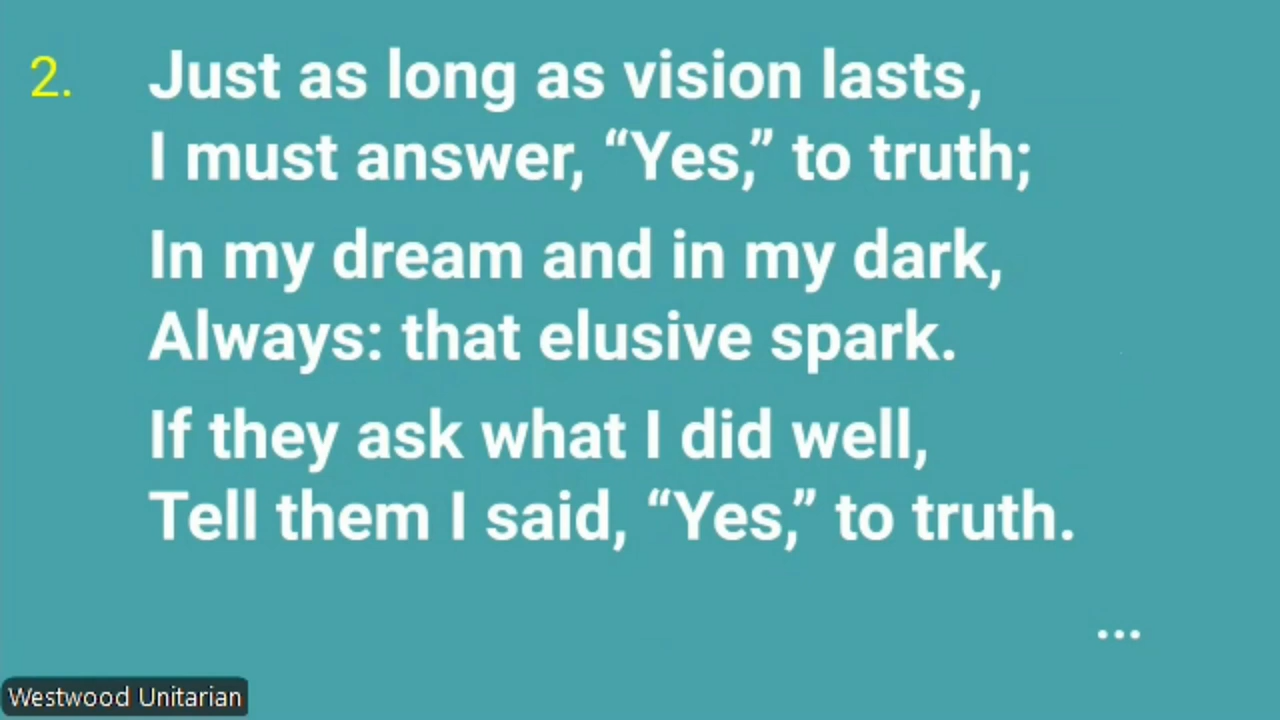 2. Just as long as vision lasts,
I must answer, “Yes,” to truth;
In my dream and in my dark,
Always: that elusive spark.
If they ask what I did well,
Tell them I said, “Yes,” to truth.
...
Westwood Unitarian